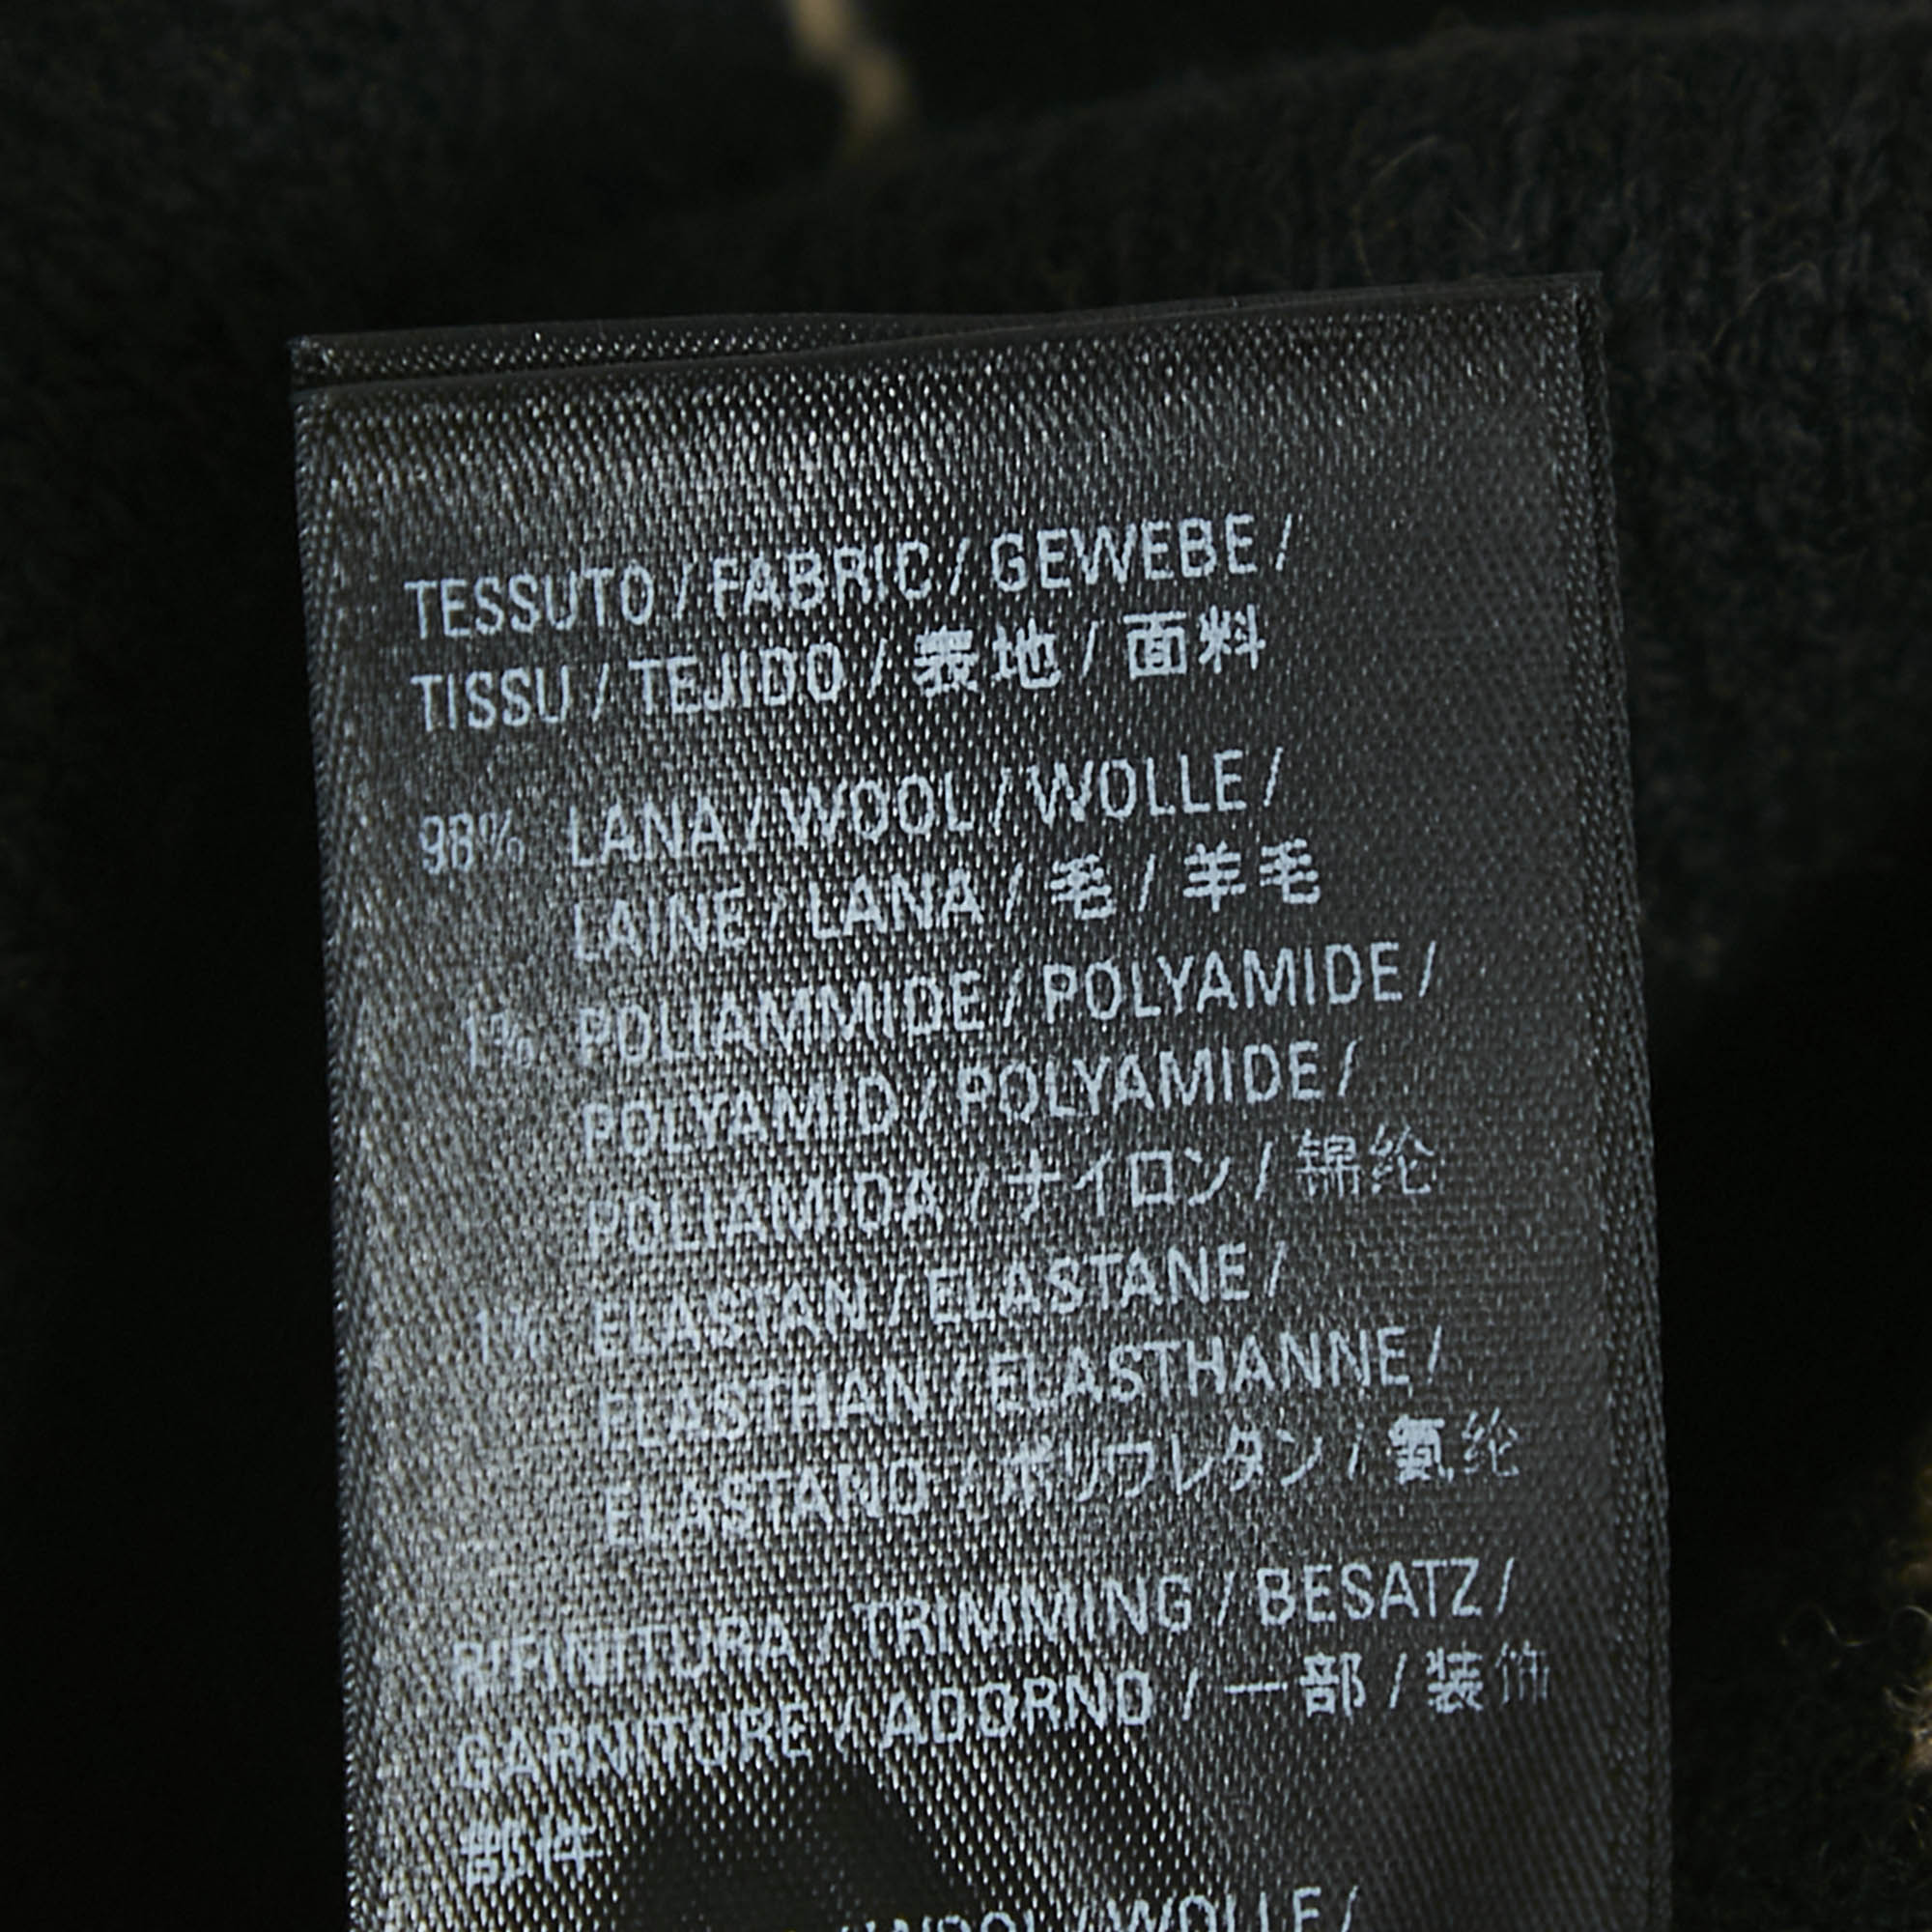 TESSUTO / FABRIC / GEWEBE /
TISSU / TEJIDO / 表地 / 面料
98% LANA / WOOL / WOLLE /
LAINE / LANA / 毛 / 羊毛
1% POLIAMMIDE / POLYAMIDE /
POLYAMID / POLYAMIDE /
POLIAMIDA / ナイロン / 锦纶
1% ELASTAN / ELASTANE /
ELASTHAN / ELASTHANNE /
ELASTANO / ポリウレタン / 氨纶
RIFINITURA / TRIMMING / BESATZ /
GARNITURE / ADORNO / 一部 / 装饰
部件
/ WOOL / WOLLE /